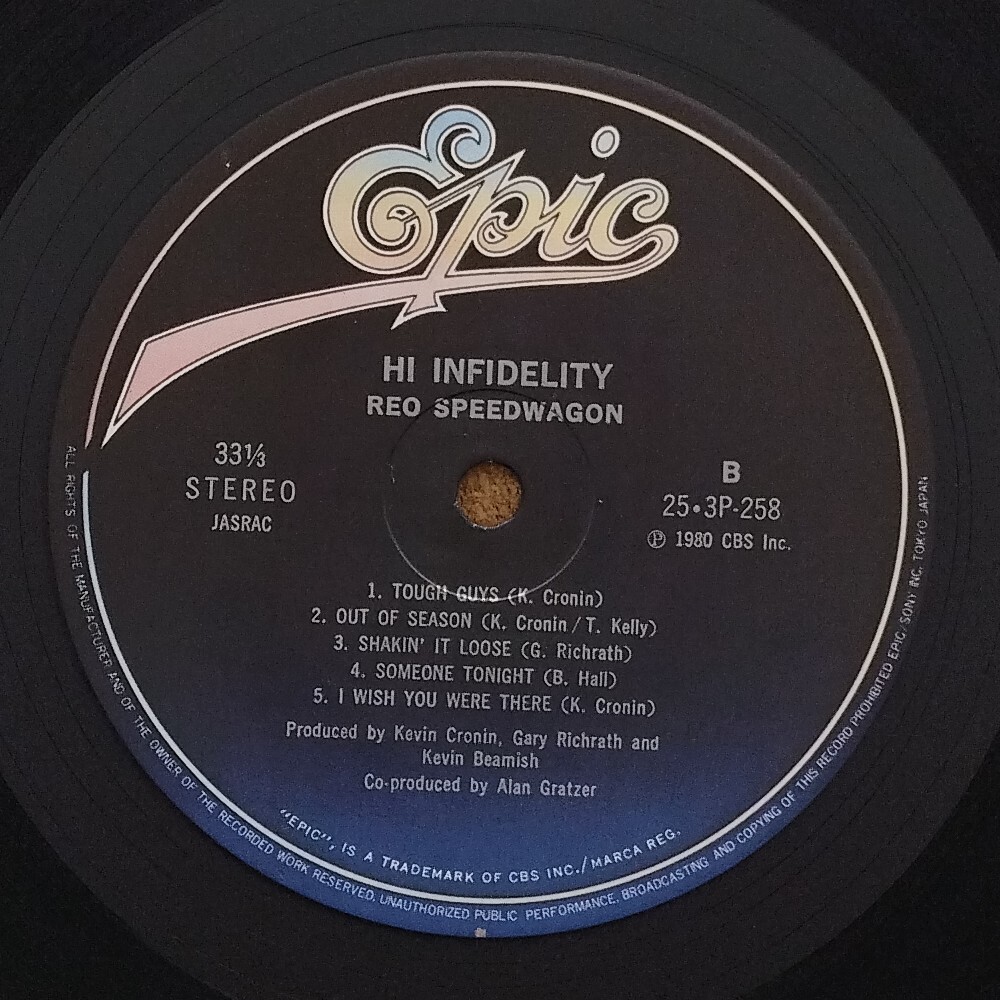 Epic
HI INFIDELITY
REO SPEEDWAGON
33⅓
STEREO
JASRAC
B
25•3P-258
Ⓟ 1980 CBS Inc.
1. TOUGH GUYS (K. Cronin)
2. OUT OF SEASON (K. Cronin / T. Kelly)
3. SHAKIN' IT LOOSE (G. Richrath)
4. SOMEONE TONIGHT (B. Hall)
5. I WISH YOU WERE THERE (K. Cronin)
Produced by Kevin Cronin, Gary Richrath and
Kevin Beamish
Co-produced by Alan Gratzer
"EPIC", IS A TRADEMARK OF CBS INC./MARCA REG.
ALL RIGHTS OF THE MANUFACTURER AND OF THE OWNER OF THE RECORDED WORK RESERVED. UNAUTHORIZED PUBLIC PERFORMANCE. BROADCASTING AND COPYING OF THIS RECORD PROHIBITED EPIC/SONY INC. TOKYO JAPAN